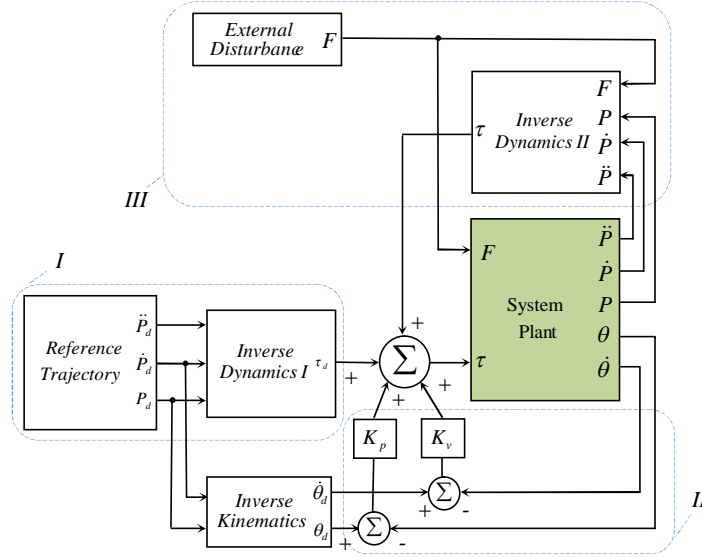 External
Disturbance
F
F
Inverse
Dynamics II
τ
P
Ṗ
P̈
III
I
F
System
Plant
τ
P̈
Ṗ
P
θ
θ̇
Reference
Trajectory
P̈d
Ṗd
Pd
Inverse
Dynamics I
τd
+
+
Σ
+
+
Kp
Kv
Inverse
Kinematics
θ̇d
θd
+
Σ
-
+
Σ
-